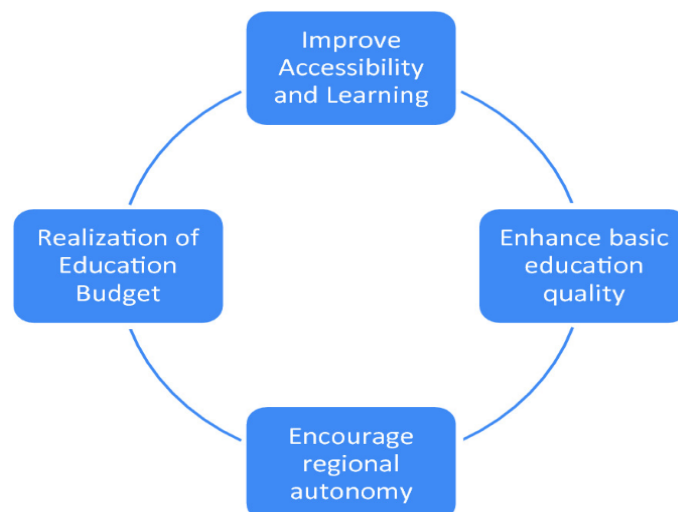 Improve
Accessibility
and Learning
Realization of
Education
Budget
Enhance basic
education
quality
Encourage
regional
autonomy